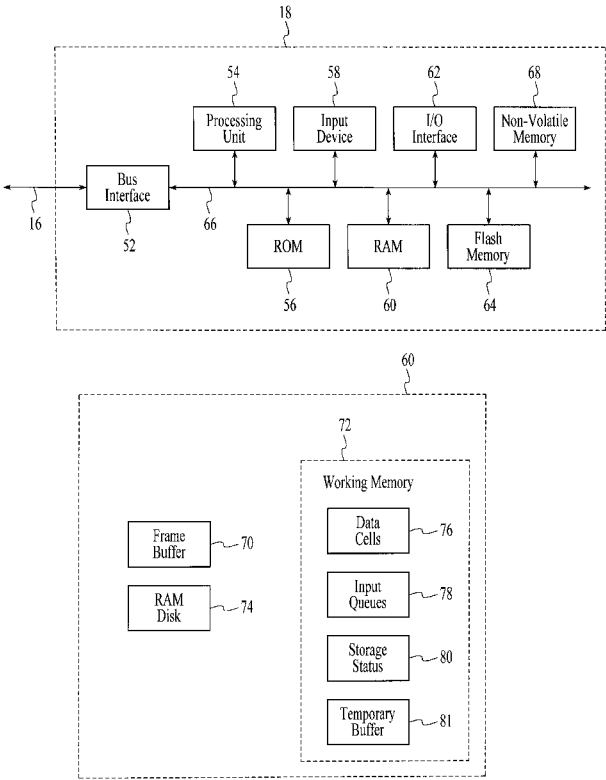 18
54
58
62
68
Processing
Unit
Input
Device
I/O
Interface
Non-Volatile
Memory
Bus
Interface
16
52
66
ROM
RAM
Flash
Memory
56
60
64
60
72
Working Memory
Frame
Buffer
70
RAM
Disk
74
Data
Cells
76
Input
Queues
78
Storage
Status
80
Temporary
Buffer
81